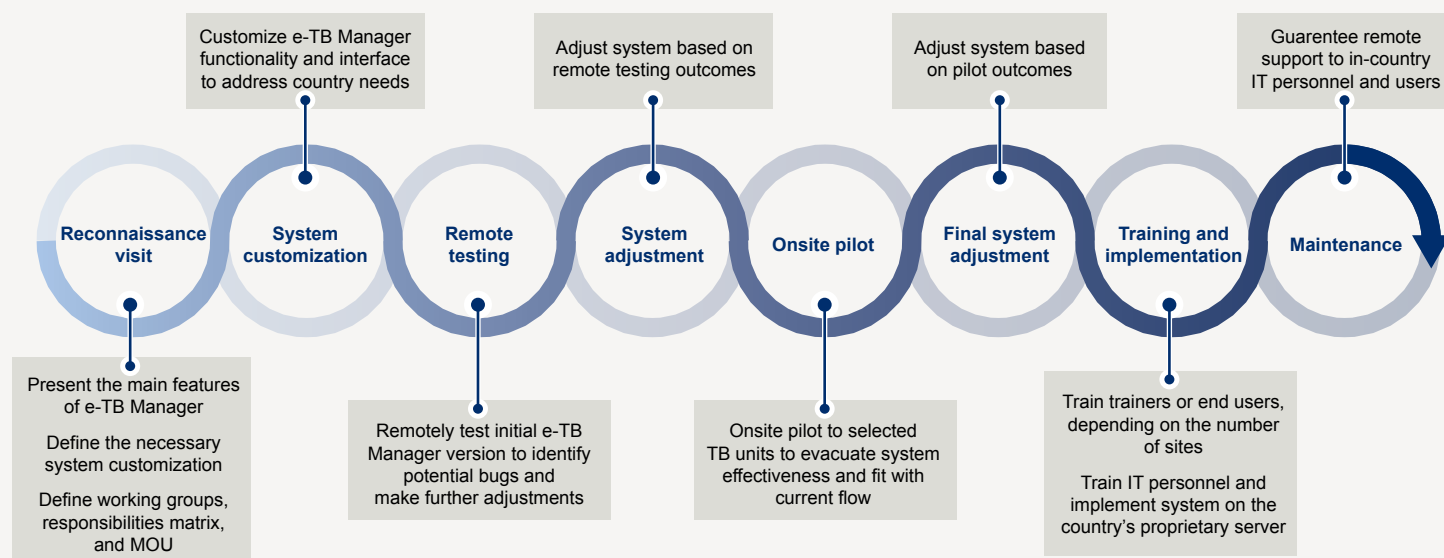 Customize e-TB Manager
functionality and interface
to address country needs
Adjust system based on
remote testing outcomes
Adjust system based
on pilot outcomes
Guarentee remote
support to in-country
IT personnel and users
Reconnaissance
visit
System
customization
Remote
testing
System
adjustment
Onsite pilot
Final system
adjustment
Training and
implementation
Maintenance
Present the main features
of e-TB Manager
Define the necessary
system customization
Define working groups,
responsibilities matrix,
and MOU
Remotely test initial e-TB
Manager version to identify
potential bugs and
make further adjustments
Onsite pilot to selected
TB units to evacuate system
effectiveness and fit with
current flow
Train trainers or end users,
depending on the number
of sites
Train IT personnel and
implement system on the
country's proprietary server